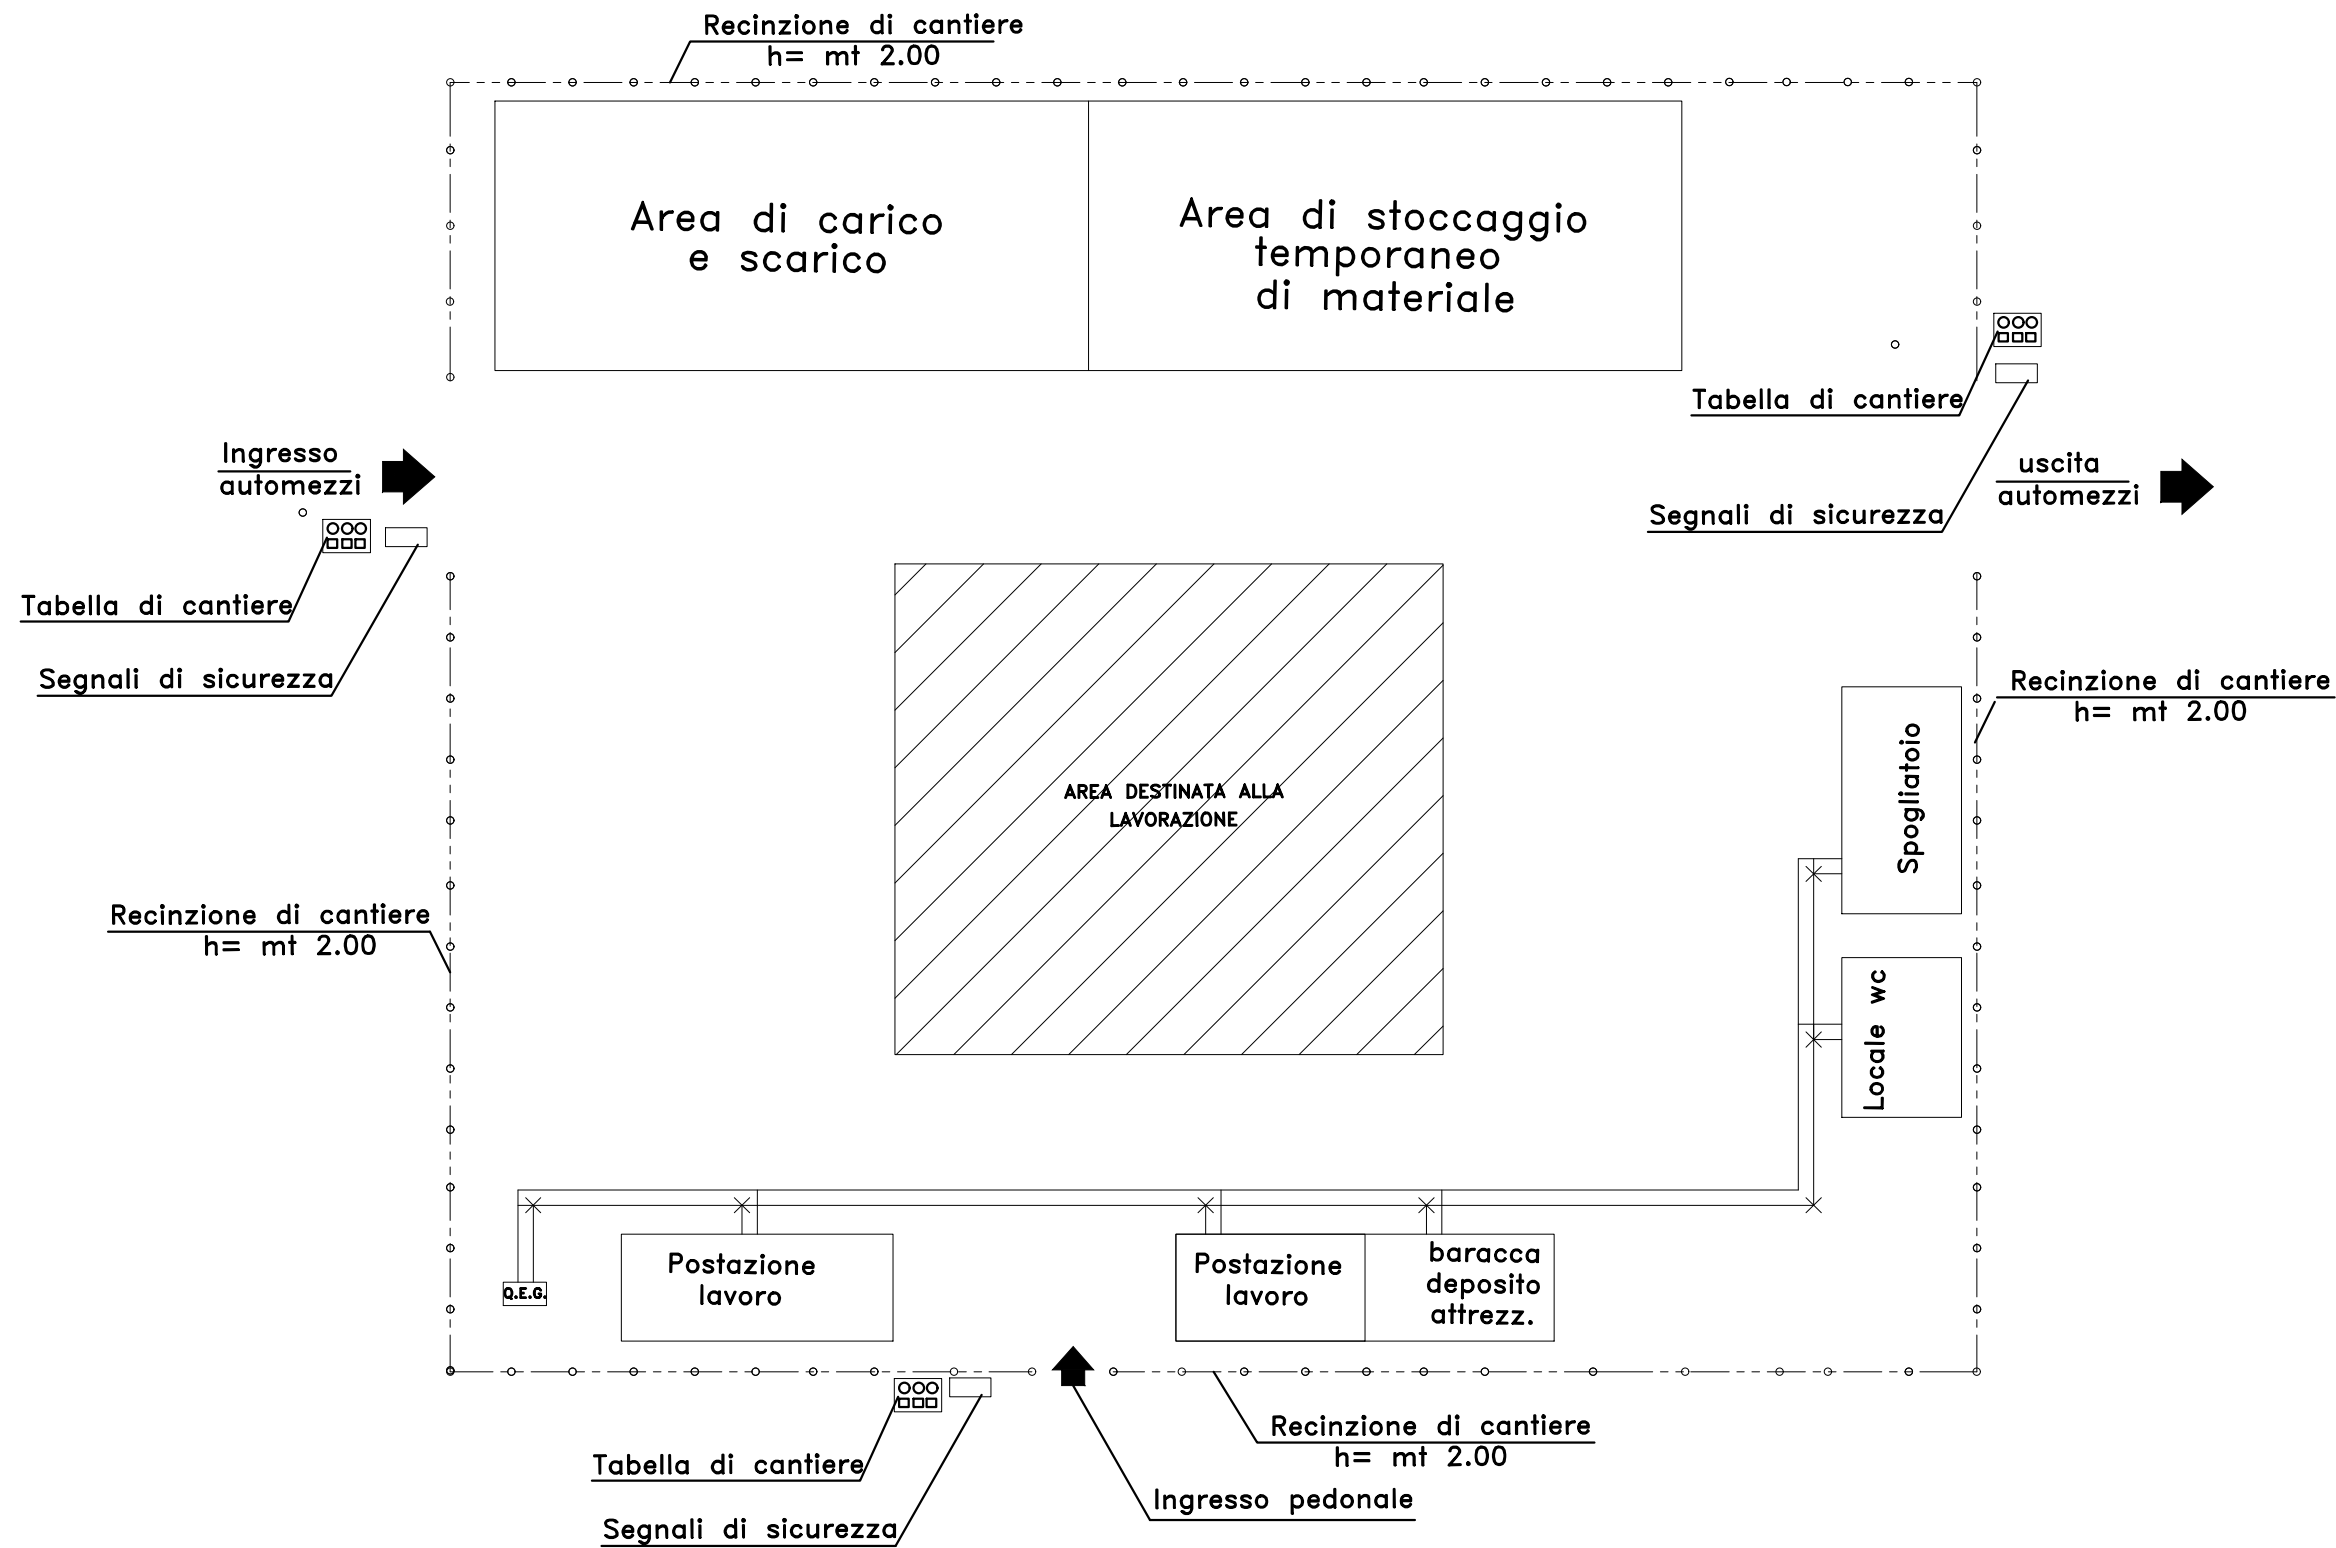 Recinzione di cantiere
h= mt 2.00
Area di carico
e scarico
Area di stoccaggio
temporaneo
di materiale
Tabella di cantiere
Ingresso
automezzi
uscita
automezzi
Segnali di sicurezza
Tabella di cantiere
Segnali di sicurezza
Recinzione di cantiere
h= mt 2.00
Spogliatoio
AREA DESTINATA ALLA
LAVORAZIONE
Recinzione di cantiere
h= mt 2.00
Locale wc
Q.E.G.
Postazione
lavoro
Postazione
lavoro
baracca
deposito
attrezz.
Recinzione di cantiere
h= mt 2.00
Tabella di cantiere
Ingresso pedonale
Segnali di sicurezza